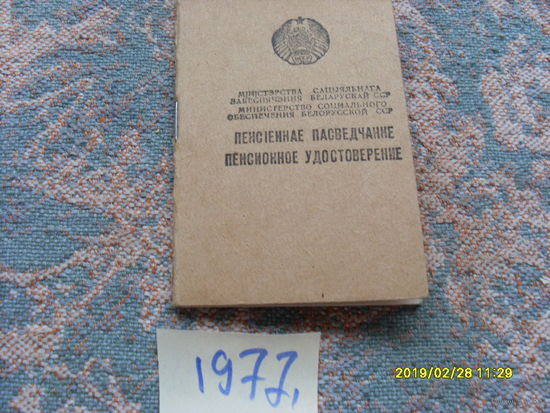 МІНІСТЭРСТВА САЦЫЯЛЬНАГА
ЗАБЕСПЯЧЭННЯ БЕЛАРУСКАЙ ССР
МИНИСТЕРСТВО СОЦИАЛЬНОГО
ОБЕСПЕЧЕНИЯ БЕЛОРУССКОЙ ССР
ПЕНСІЕННАЕ ПАСВЕДЧАННЕ
ПЕНСИОННОЕ УДОСТОВЕРЕНИЕ
1977,
2019/02/28 11:29